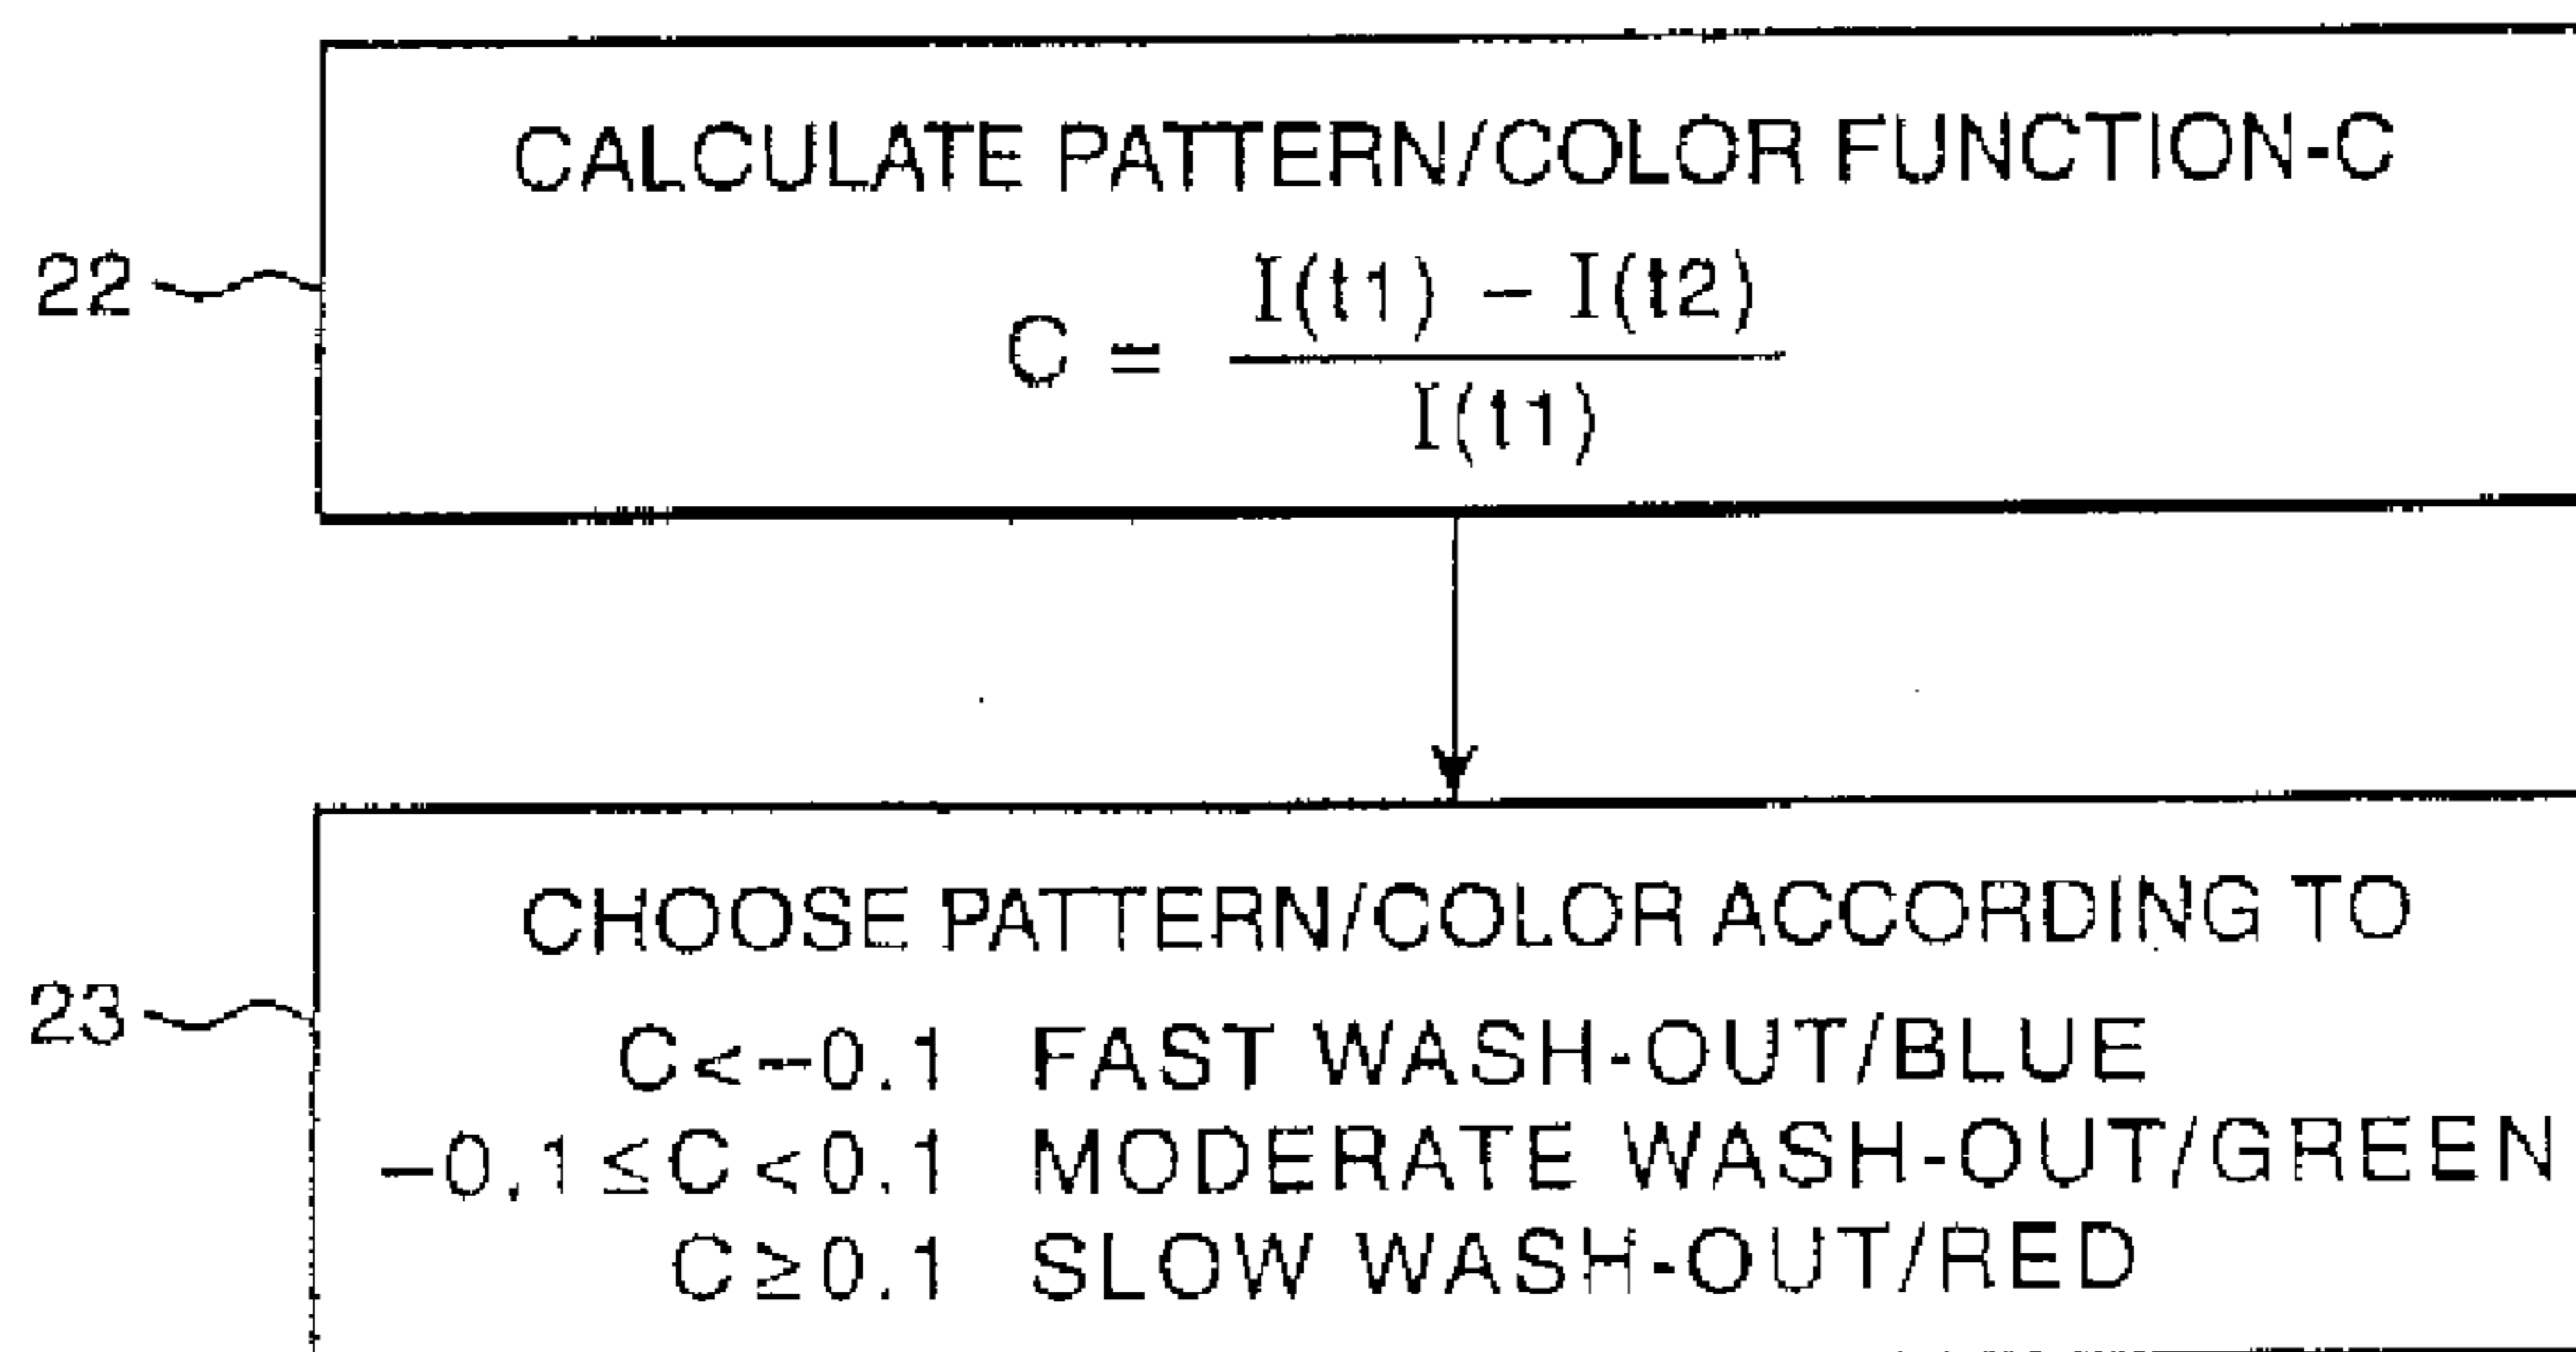 CALCULATE PATTERN/COLOR FUNCTION-C
22
C = I(t1) – I(t2) / I(t1)
CHOOSE PATTERN/COLOR ACCORDING TO
23
C<–0.1 FAST WASH-OUT/BLUE
–0.1≤C<0.1 MODERATE WASH-OUT/GREEN
C≥0.1 SLOW WASH-OUT/RED